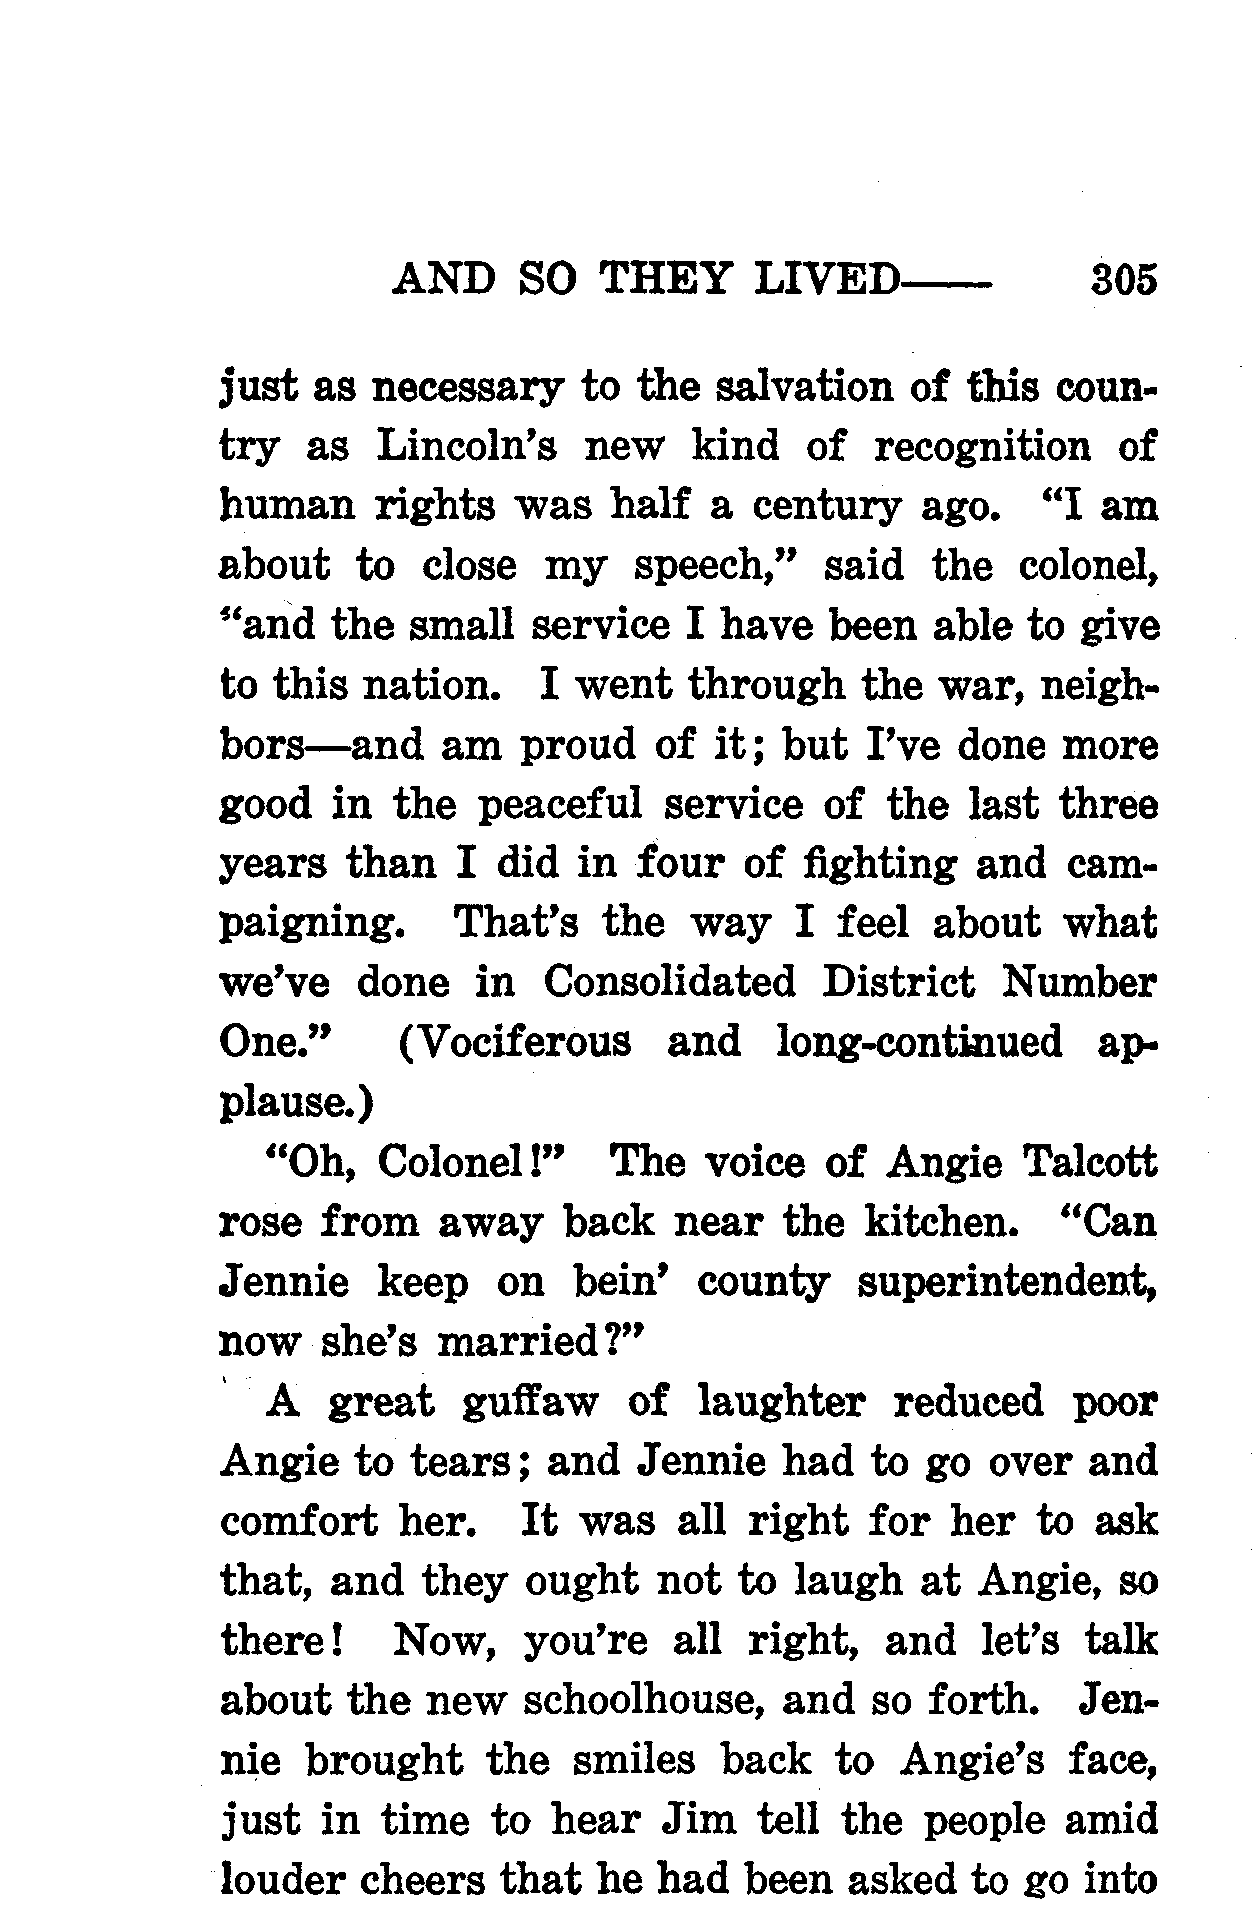 AND SO THEY LIVED—— 305
just as necessary to the salvation of this coun-
try as Lincoln's new kind of recognition of
human rights was half a century ago. "I am
about to close my speech," said the colonel,
"and the small service I have been able to give
to this nation. I went through the war, neigh-
bors—and am proud of it; but I've done more
good in the peaceful service of the last three
years than I did in four of fighting and cam-
paigning. That's the way I feel about what
we've done in Consolidated District Number
One." (Vociferous and long-continued ap-
plause.)
"Oh, Colonel!" The voice of Angie Talcott
rose from away back near the kitchen. "Can
Jennie keep on bein' county superintendent,
now she's married?"
A great guffaw of laughter reduced poor
Angie to tears; and Jennie had to go over and
comfort her. It was all right for her to ask
that, and they ought not to laugh at Angie, so
there! Now, you're all right, and let's talk
about the new schoolhouse, and so forth. Jen-
nie brought the smiles back to Angie's face,
just in time to hear Jim tell the people amid
louder cheers that he had been asked to go into